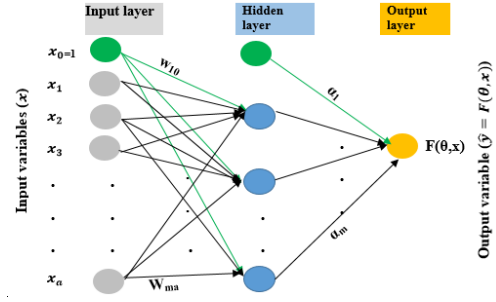 Input layer
Hidden layer
Output layer
Input variables (x)
x₀₌₁
x₁
x₂
x₃
xₐ
w₁₀
Wₘₐ
α₁
αₘ
F(θ,x)
Output variable (ŷ = F(θ,x))